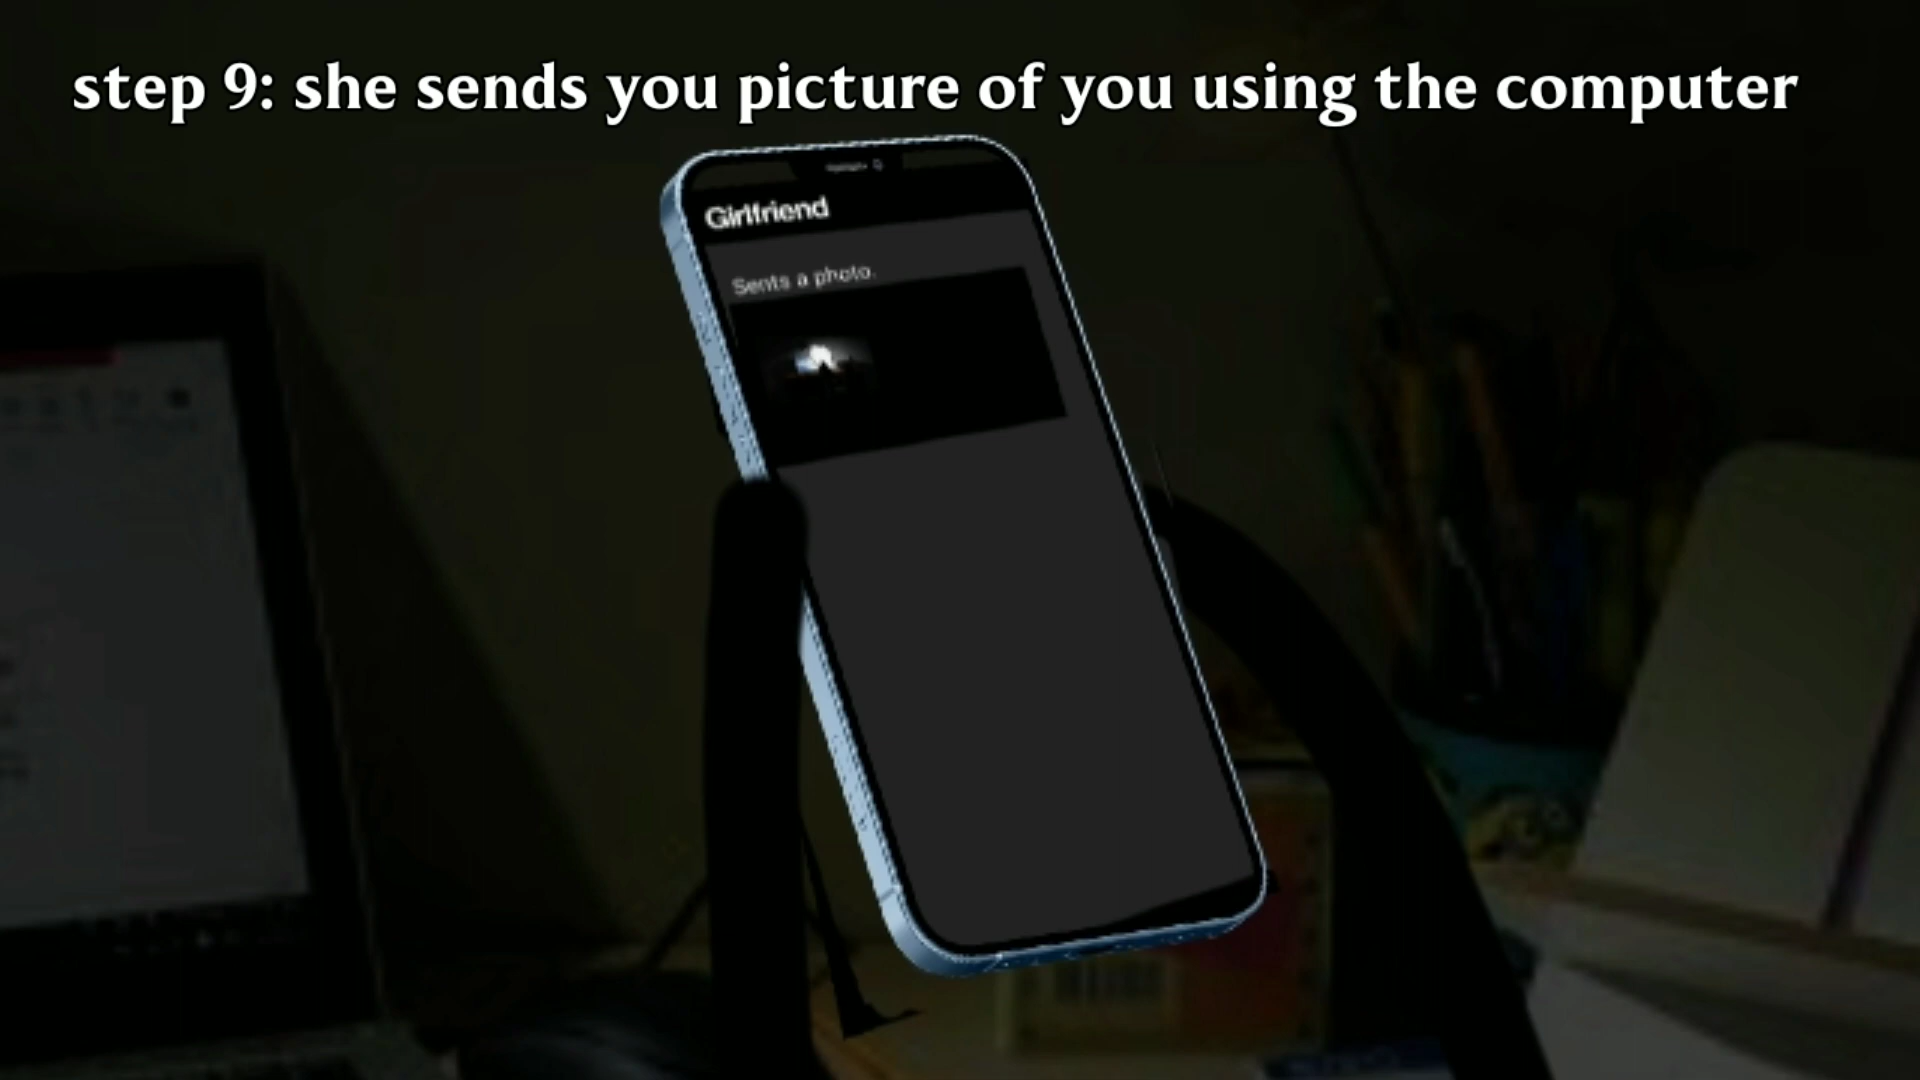 step 9: she sends you picture of you using the computer
Girlfriend
Sents a photo.